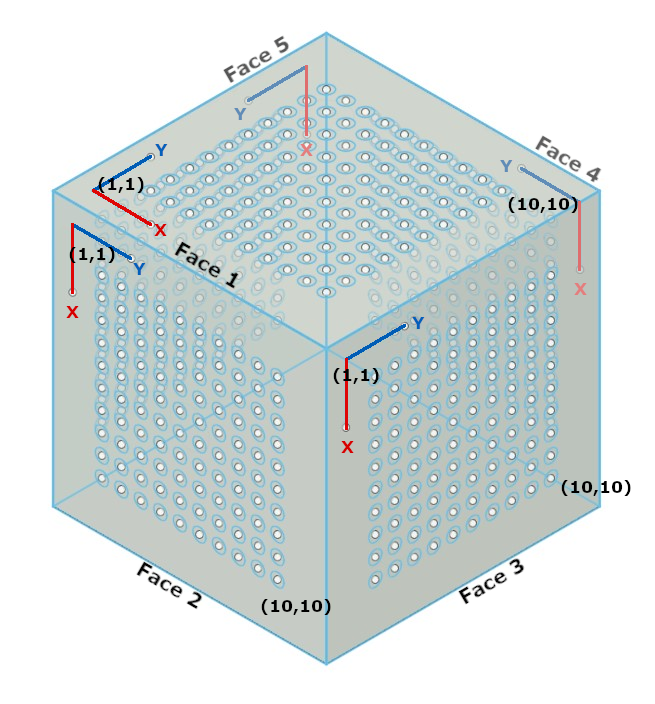 Face 5
Y
X
Face 4
Y
(10,10)
X
Y
(1,1)
X
Face 1
(1,1)
Y
X
Y
(1,1)
X
(10,10)
Face 2
(10,10)
Face 3